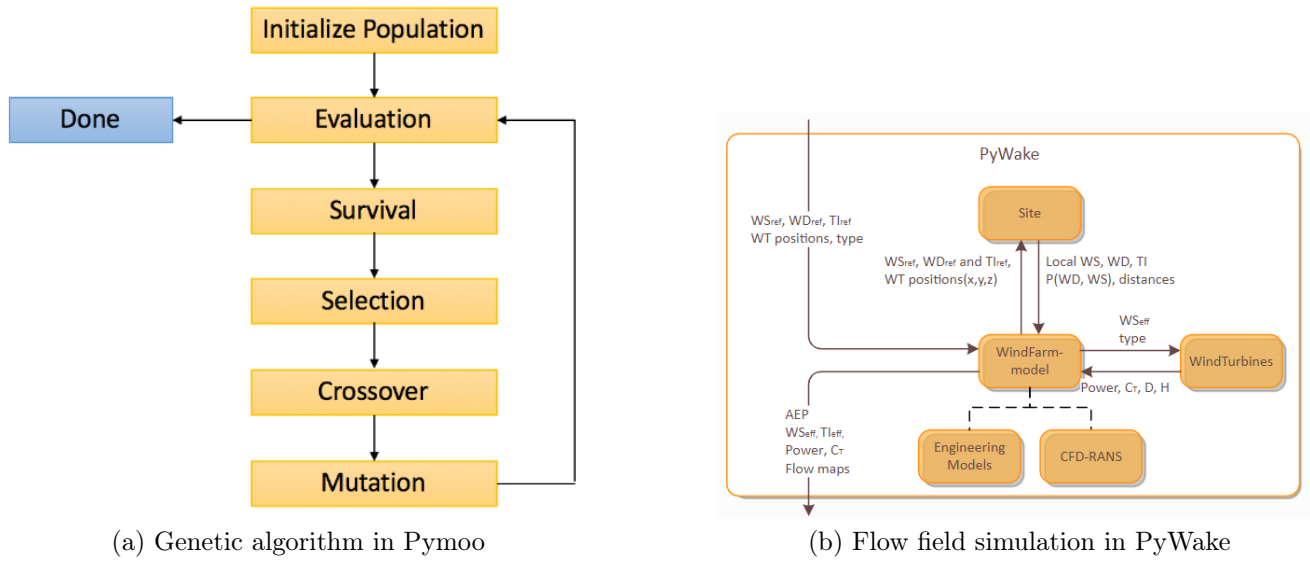 Initialize Population
Done
Evaluation
Survival
Selection
Crossover
Mutation
(a) Genetic algorithm in Pymoo
PyWake
Site
WSref, WDref, TIref
WT positions, type
WSref, WDref and TIref,
WT positions(x,y,z)
Local WS, WD, TI
P(WD, WS), distances
WSeff
type
WindFarm-
model
WindTurbines
Power, CT, D, H
AEP
WSeff, TIeff,
Power, CT
Flow maps
Engineering
Models
CFD-RANS
(b) Flow field simulation in PyWake